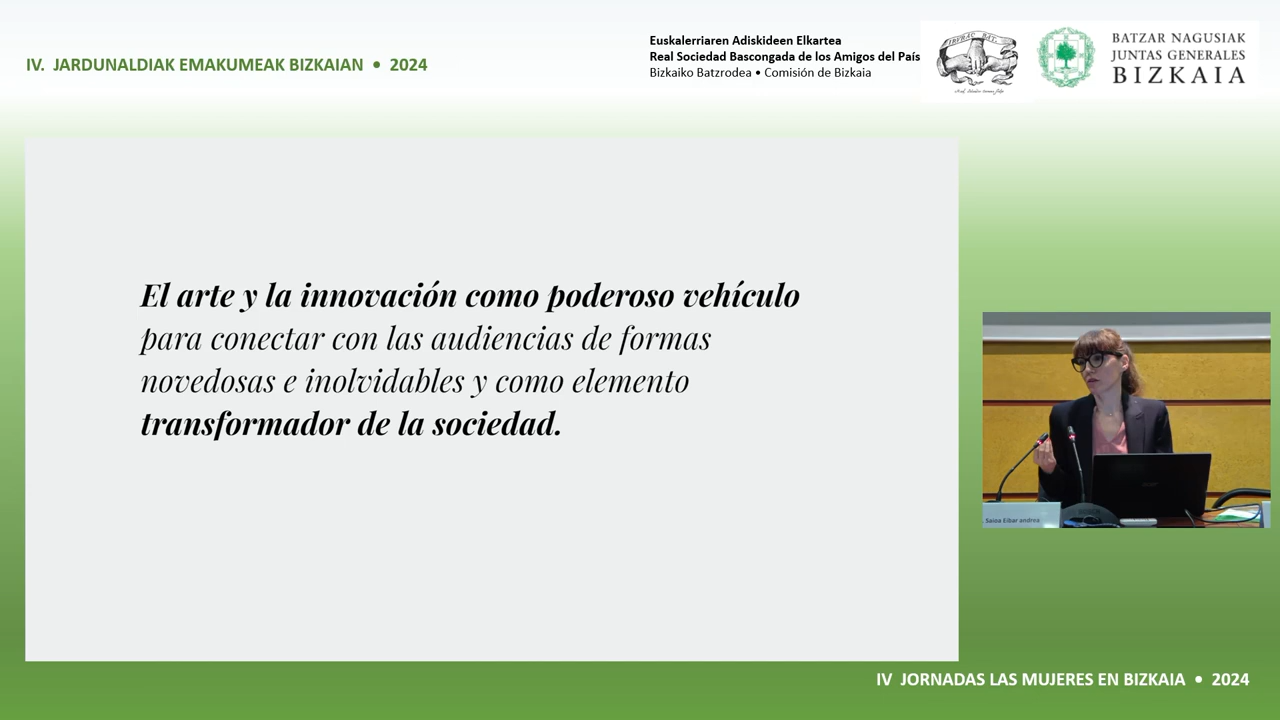 IV. JARDUNALDIAK EMAKUMEAK BIZKAIAN • 2024
Euskalerriaren Adiskideen Elkartea
Real Sociedad Bascongada de los Amigos del País
Bizkaiko Batzrodea • Comisión de Bizkaia
BATZAR NAGUSIAK
JUNTAS GENERALES
BIZKAIA
El arte y la innovación como poderoso vehículo
para conectar con las audiencias de formas
novedosas e inolvidables y como elemento
transformador de la sociedad.
Saioa Eibar andrea
IV JORNADAS LAS MUJERES EN BIZKAIA • 2024